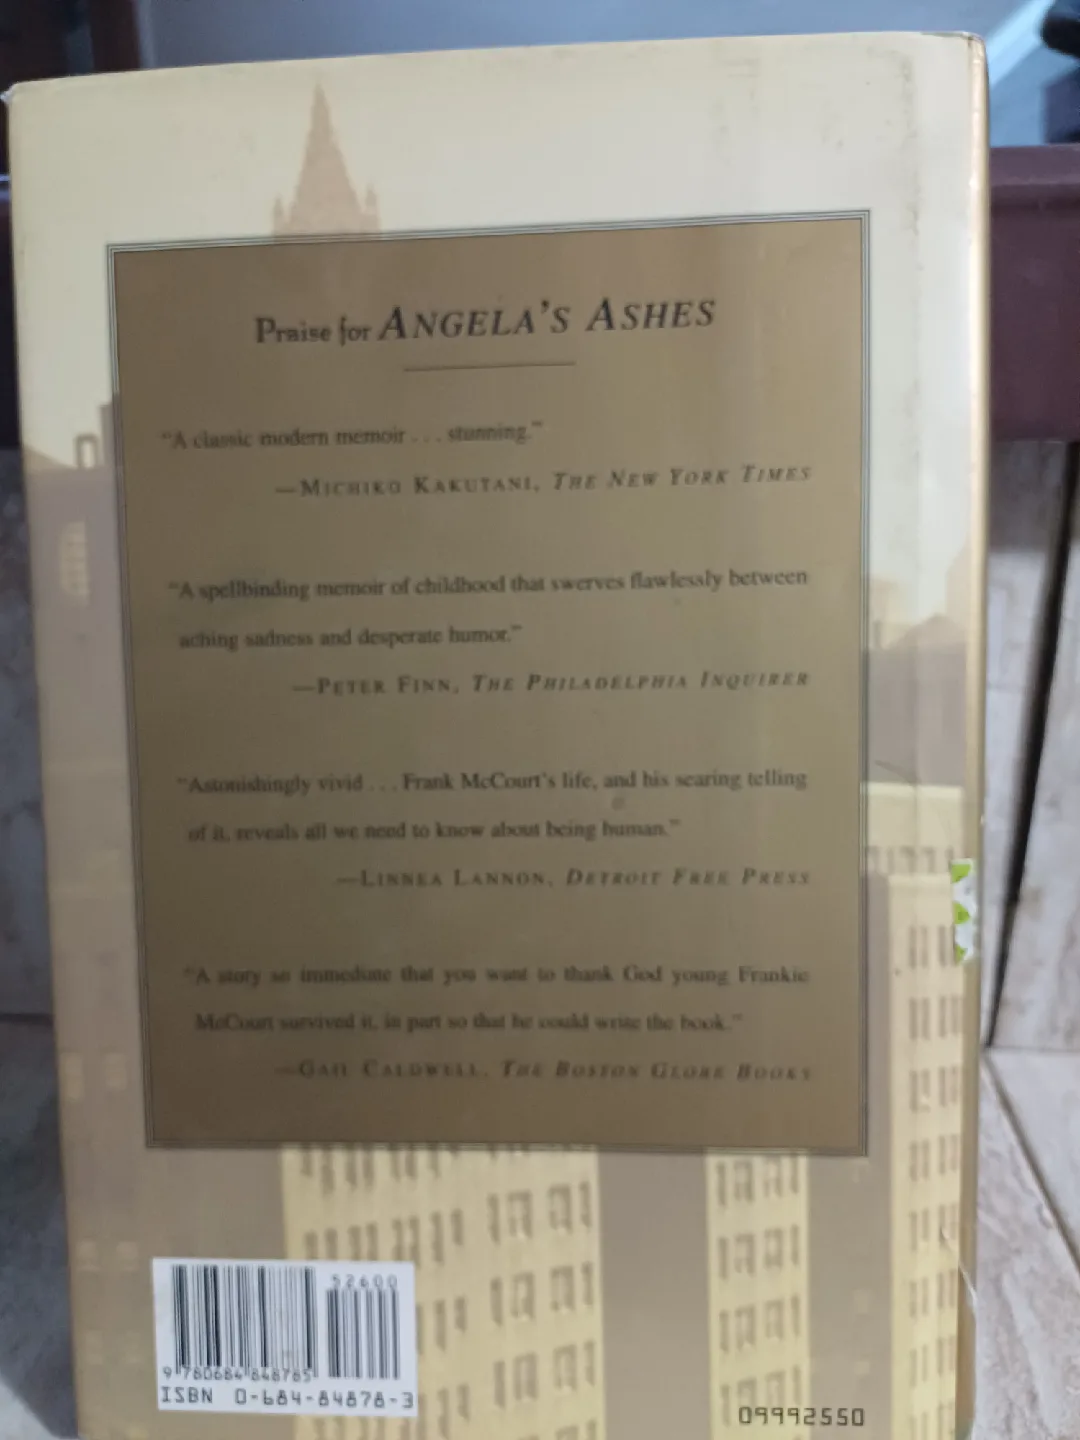 Praise for ANGELA'S ASHES
"A classic modern memoir . . . stunning."
—MICHIKO KAKUTANI, THE NEW YORK TIMES
"A spellbinding memoir of childhood that swerves flawlessly between
aching sadness and desperate humor."
—PETER FINN, THE PHILADELPHIA INQUIRER
"Astonishingly vivid . . . Frank McCourt's life, and his searing telling
of it, reveals all we need to know about being human."
—LINNEA LANNON, DETROIT FREE PRESS
"A story so immediate that you want to thank God young Frankie
McCourt survived it, in part so that he could write the book."
—GAIL CALDWELL, THE BOSTON GLOBE BOOKS
52600
9 780684 848785
ISBN 0-684-84878-3
09992550